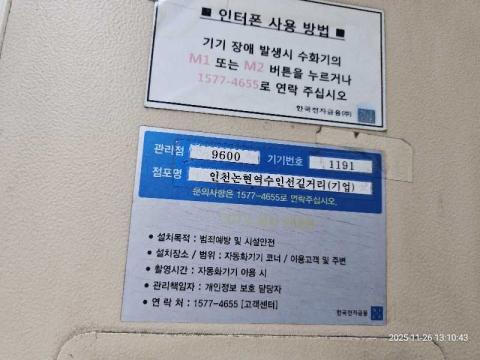 ■ 인터폰 사용 방법 ■
기기 장애 발생시 수화기의
M1 또는 M2 버튼을 누르거나
1577-4655로 연락 주십시오
한국전자금융(주)
관리점 9600 기기번호 1191
점포명 인천논현역수인선길거리(기업)
문의사항은 1577-4655로 연락주십시오.
• 설치목적 : 범죄예방 및 시설안전
• 설치장소 / 범위 : 자동화기기 코너 / 이용고객 및 주변
• 촬영시간 : 자동화기기 이용 시
• 관리책임자 : 개인정보 보호 담당자
• 연 락 처 : 1577-4655 [고객센터]
한국전자금융
2025-11-26 13:10:43